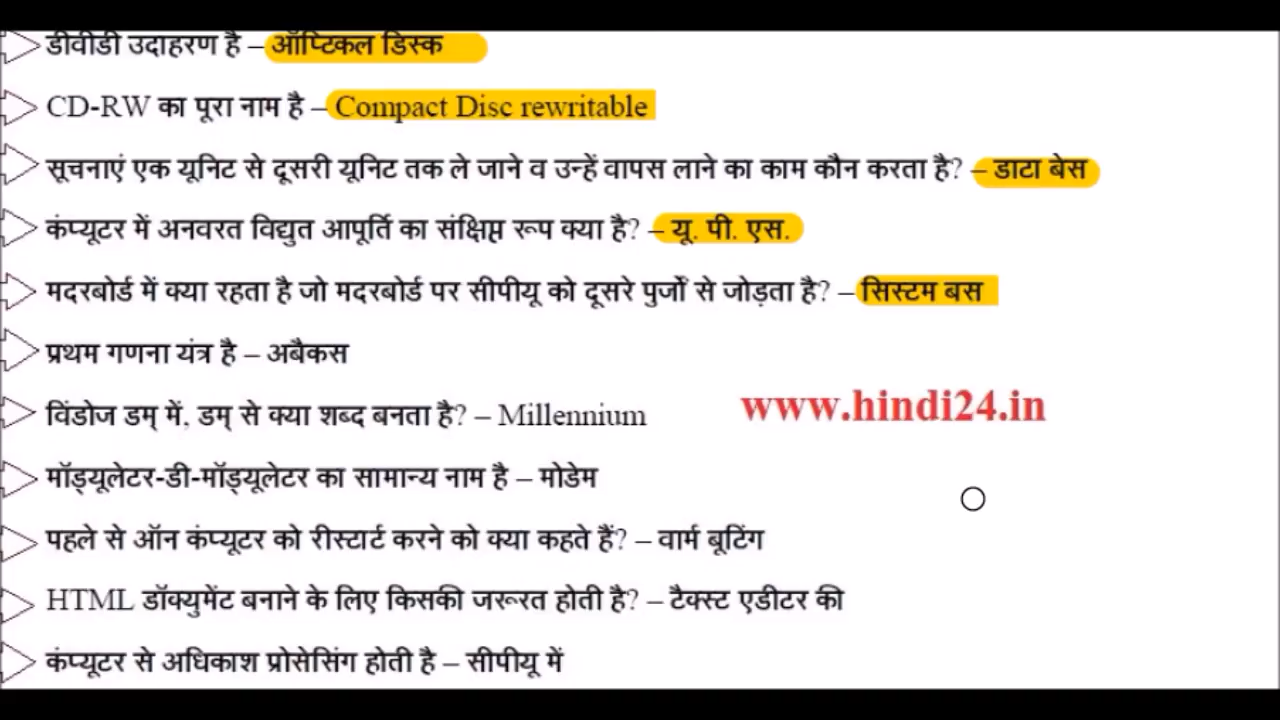 डीवीडी उदाहरण है – ऑप्टिकल डिस्क
CD-RW का पूरा नाम है – Compact Disc rewritable
सूचनाएं एक यूनिट से दूसरी यूनिट तक ले जाने व उन्हें वापस लाने का काम कौन करता है? – डाटा बेस
कंप्यूटर में अनवरत विद्युत आपूर्ति का संक्षिप्त रूप क्या है? – यू. पी. एस.
मदरबोर्ड में क्या रहता है जो मदरबोर्ड पर सीपीयू को दूसरे पुर्जों से जोड़ता है? – सिस्टम बस
प्रथम गणना यंत्र है – अबैकस
विंडोज डम् में, डम् से क्या शब्द बनता है? – Millennium
www.hindi24.in
मॉड्यूलेटर-डी-मॉड्यूलेटर का सामान्य नाम है – मोडेम
पहले से ऑन कंप्यूटर को रीस्टार्ट करने को क्या कहते हैं? – वार्म बूटिंग
HTML डॉक्युमेंट बनाने के लिए किसकी जरूरत होती है? – टैक्स्ट एडीटर की
कंप्यूटर से अधिकाश प्रोसेसिंग होती है – सीपीयू में